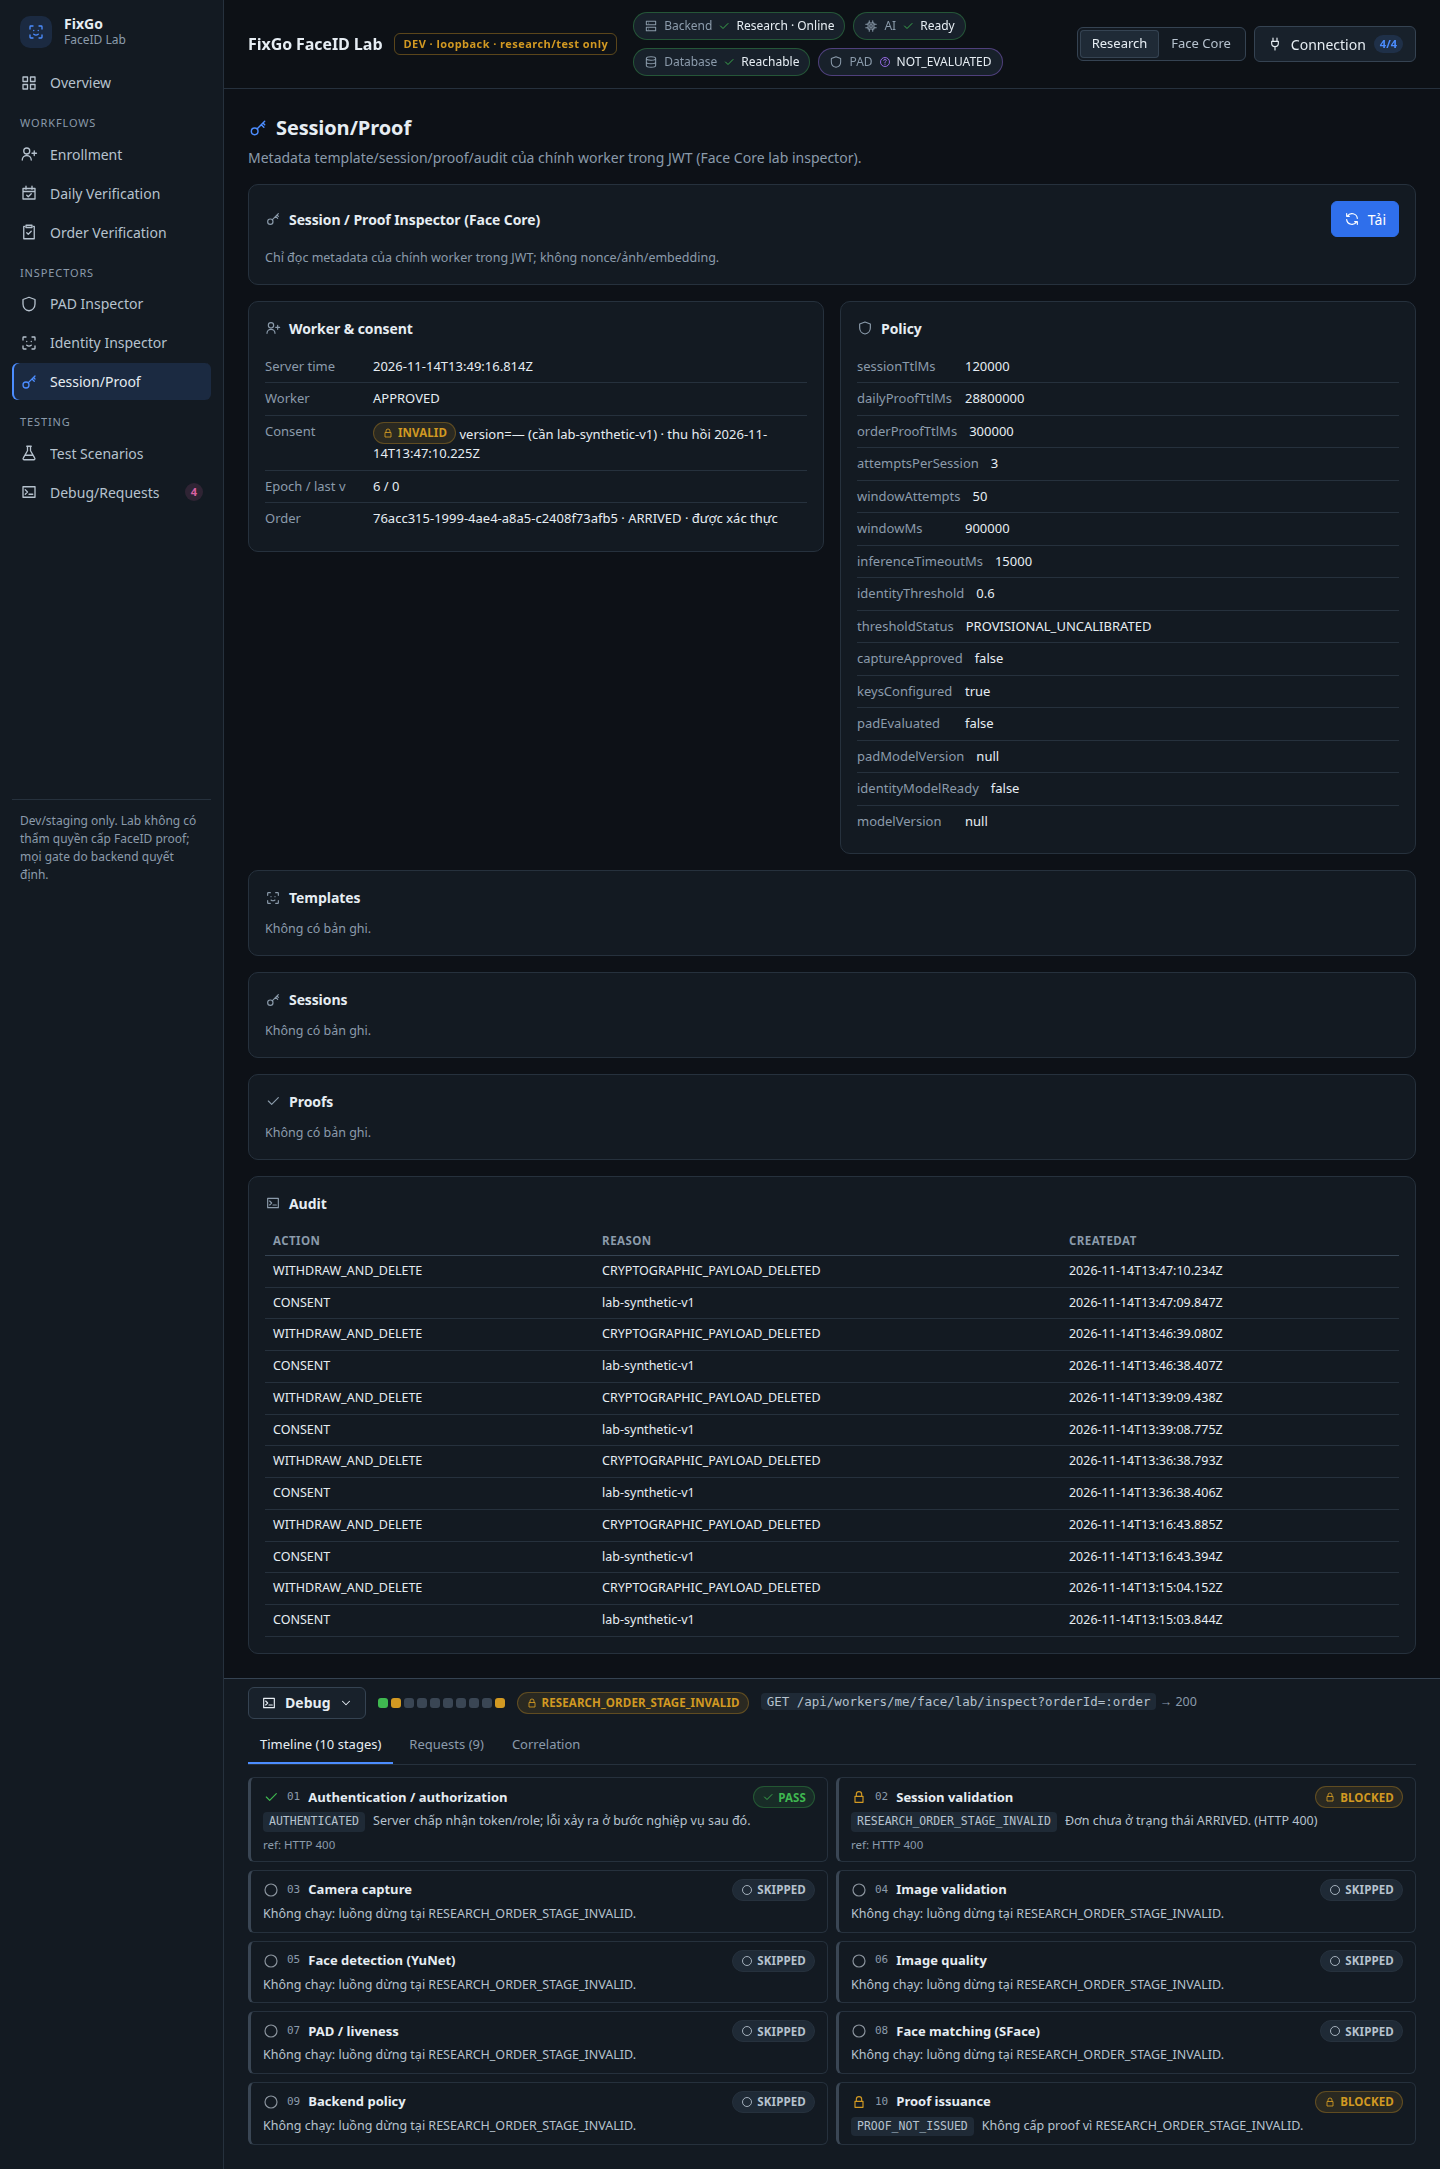 FixGo
FaceID Lab
Overview
WORKFLOWS
Enrollment
Daily Verification
Order Verification
INSPECTORS
PAD Inspector
Identity Inspector
Session/Proof
TESTING
Test Scenarios
Debug/Requests 4
Dev/staging only. Lab không có
thẩm quyền cấp FaceID proof;
mọi gate do backend quyết
định.
FixGo FaceID Lab
DEV · loopback · research/test only
Backend Research · Online
AI Ready
Database Reachable
PAD NOT_EVALUATED
Research Face Core
Connection 4/4
Session/Proof
Metadata template/session/proof/audit của chính worker trong JWT (Face Core lab inspector).
Session / Proof Inspector (Face Core)
Tải
Chỉ đọc metadata của chính worker trong JWT; không nonce/ảnh/embedding.
Worker & consent
Server time 2026-11-14T13:49:16.814Z
Worker APPROVED
Consent INVALID version=— (cần lab-synthetic-v1) · thu hồi 2026-11-
14T13:47:10.225Z
Epoch / last v 6 / 0
Order 76acc315-1999-4ae4-a8a5-c2408f73afb5 · ARRIVED · được xác thực
Policy
sessionTtlMs 120000
dailyProofTtlMs 28800000
orderProofTtlMs 300000
attemptsPerSession 3
windowAttempts 50
windowMs 900000
inferenceTimeoutMs 15000
identityThreshold 0.6
thresholdStatus PROVISIONAL_UNCALIBRATED
captureApproved false
keysConfigured true
padEvaluated false
padModelVersion null
identityModelReady false
modelVersion null
Templates
Không có bản ghi.
Sessions
Không có bản ghi.
Proofs
Không có bản ghi.
Audit
ACTION REASON CREATEDAT
WITHDRAW_AND_DELETE CRYPTOGRAPHIC_PAYLOAD_DELETED 2026-11-14T13:47:10.234Z
CONSENT lab-synthetic-v1 2026-11-14T13:47:09.847Z
WITHDRAW_AND_DELETE CRYPTOGRAPHIC_PAYLOAD_DELETED 2026-11-14T13:46:39.080Z
CONSENT lab-synthetic-v1 2026-11-14T13:46:38.407Z
WITHDRAW_AND_DELETE CRYPTOGRAPHIC_PAYLOAD_DELETED 2026-11-14T13:39:09.438Z
CONSENT lab-synthetic-v1 2026-11-14T13:39:08.775Z
WITHDRAW_AND_DELETE CRYPTOGRAPHIC_PAYLOAD_DELETED 2026-11-14T13:36:38.793Z
CONSENT lab-synthetic-v1 2026-11-14T13:36:38.406Z
WITHDRAW_AND_DELETE CRYPTOGRAPHIC_PAYLOAD_DELETED 2026-11-14T13:16:43.885Z
CONSENT lab-synthetic-v1 2026-11-14T13:16:43.394Z
WITHDRAW_AND_DELETE CRYPTOGRAPHIC_PAYLOAD_DELETED 2026-11-14T13:15:04.152Z
CONSENT lab-synthetic-v1 2026-11-14T13:15:03.844Z
Debug RESEARCH_ORDER_STAGE_INVALID GET /api/workers/me/face/lab/inspect?orderId=:order → 200
Timeline (10 stages) Requests (9) Correlation
01 Authentication / authorization PASS
AUTHENTICATED Server chấp nhận token/role; lỗi xảy ra ở bước nghiệp vụ sau đó.
ref: HTTP 400
02 Session validation BLOCKED
RESEARCH_ORDER_STAGE_INVALID Đơn chưa ở trạng thái ARRIVED. (HTTP 400)
ref: HTTP 400
03 Camera capture SKIPPED
Không chạy: luồng dừng tại RESEARCH_ORDER_STAGE_INVALID.
04 Image validation SKIPPED
Không chạy: luồng dừng tại RESEARCH_ORDER_STAGE_INVALID.
05 Face detection (YuNet) SKIPPED
Không chạy: luồng dừng tại RESEARCH_ORDER_STAGE_INVALID.
06 Image quality SKIPPED
Không chạy: luồng dừng tại RESEARCH_ORDER_STAGE_INVALID.
07 PAD / liveness SKIPPED
Không chạy: luồng dừng tại RESEARCH_ORDER_STAGE_INVALID.
08 Face matching (SFace) SKIPPED
Không chạy: luồng dừng tại RESEARCH_ORDER_STAGE_INVALID.
09 Backend policy SKIPPED
Không chạy: luồng dừng tại RESEARCH_ORDER_STAGE_INVALID.
10 Proof issuance BLOCKED
PROOF_NOT_ISSUED Không cấp proof vì RESEARCH_ORDER_STAGE_INVALID.